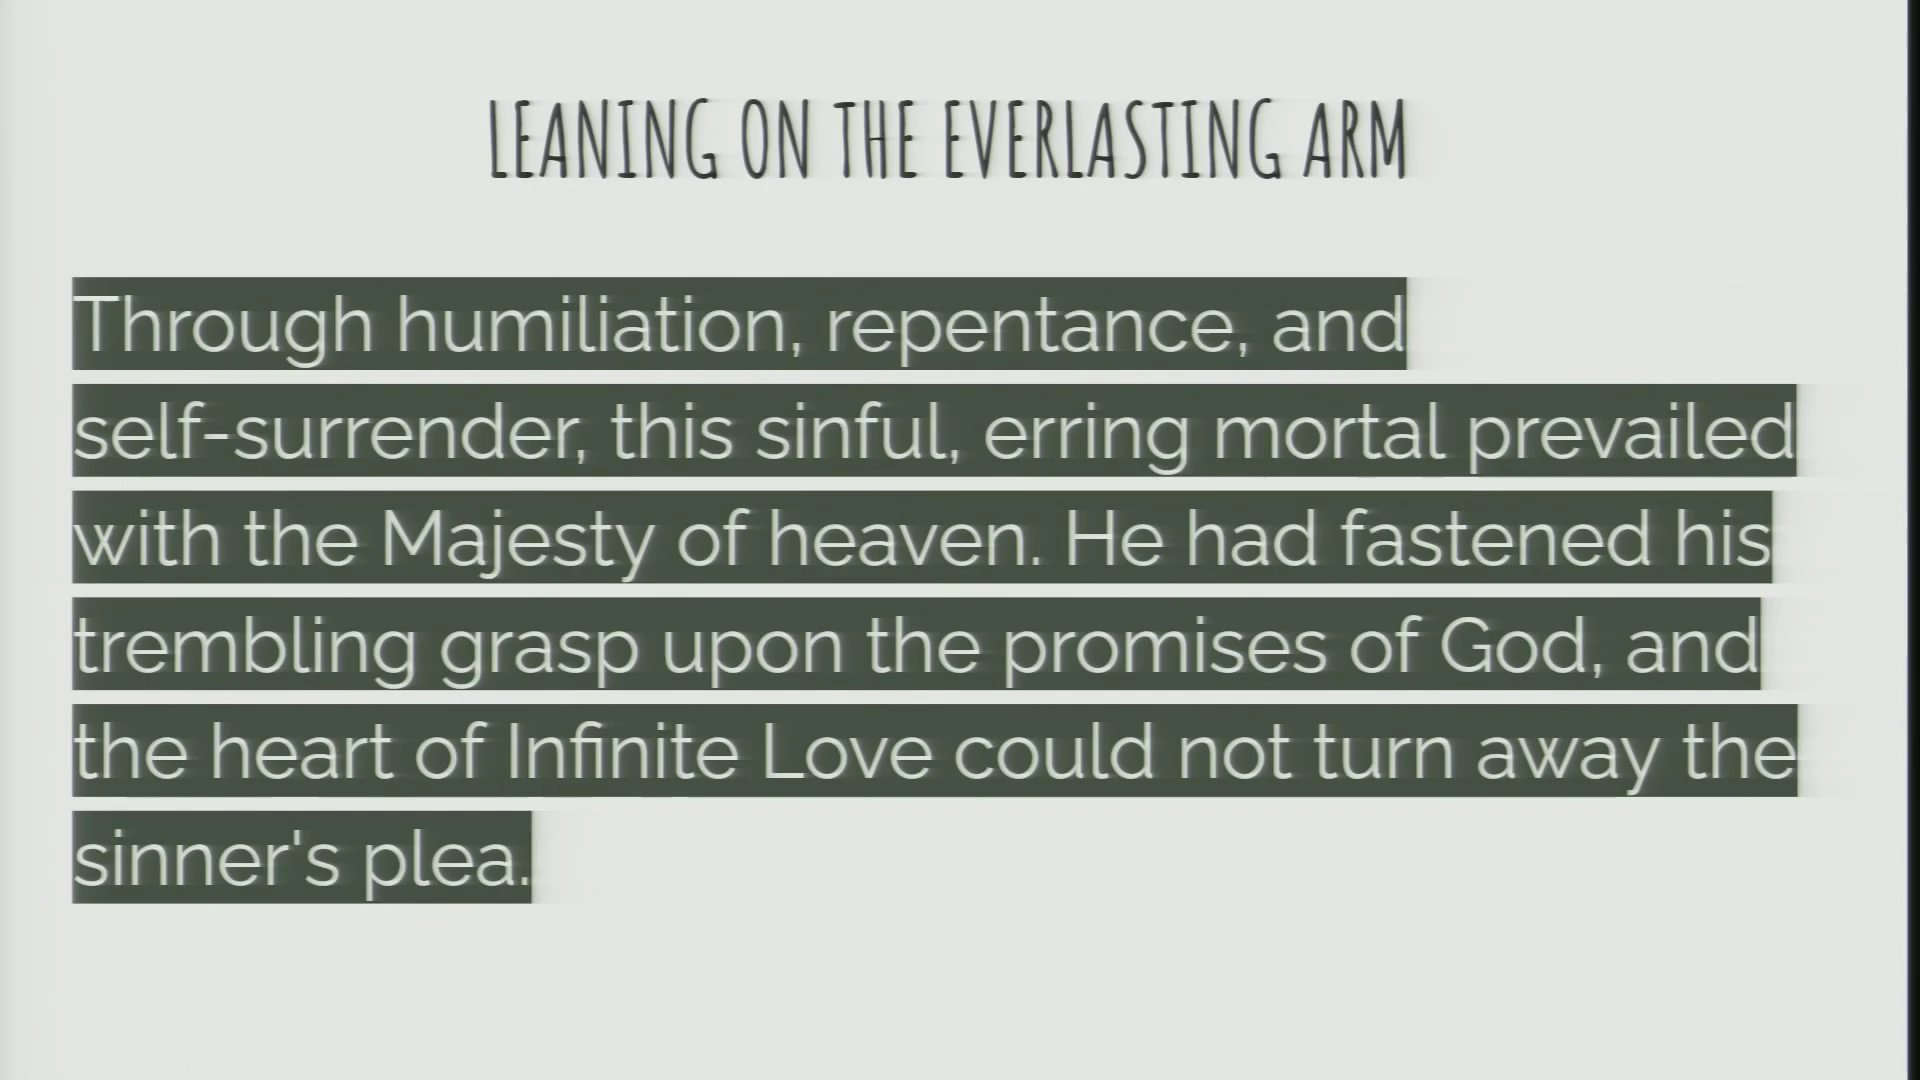 LEANING ON THE EVERLASTING ARM
Through humiliation, repentance, and
self-surrender, this sinful, erring mortal prevailed
with the Majesty of heaven. He had fastened his
trembling grasp upon the promises of God, and
the heart of Infinite Love could not turn away the
sinner's plea.